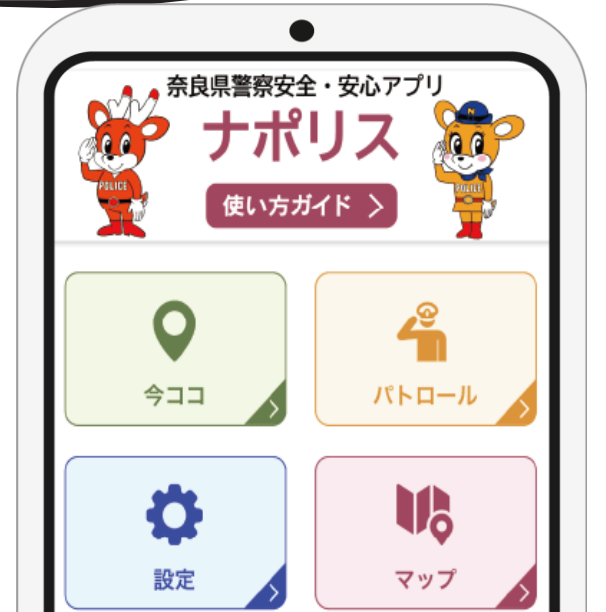 奈良県警察安全・安心アプリ
ナポリス
使い方ガイド
POLICE
N
POLICE
今ココ
パトロール
設定
マップ